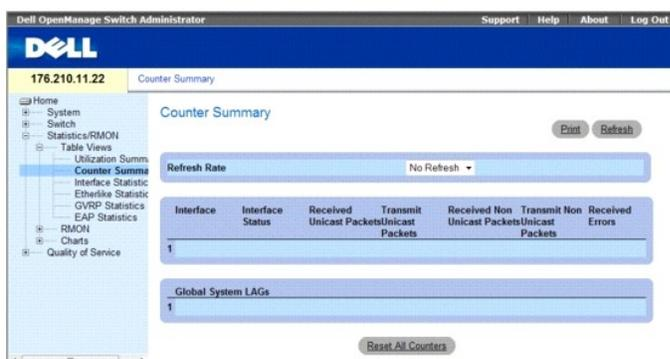 Dell OpenManage Switch Administrator Support Help About Log Out
DELL
176.210.11.22 Counter Summary
Home
System
Switch
Statistics/RMON
Table Views
Utilization Summ
Counter Summa
Interface Statistic
Etherlike Statistic
GVRP Statistics
EAP Statistics
RMON
Charts
Quality of Service
Counter Summary
Print Refresh
Refresh Rate No Refresh
Interface Interface Status Received Unicast Packets Transmit Unicast Packets Received Non Unicast Packets Transmit Non Unicast Packets Received Errors
1
Global System LAGs
1
Reset All Counters